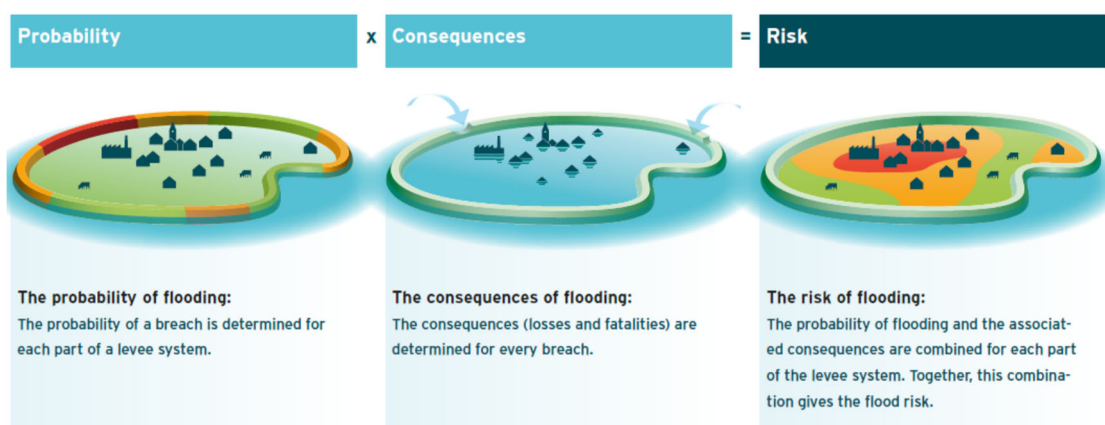 Probability x Consequences = Risk
The probability of flooding:
The probability of a breach is determined for
each part of a levee system.
The consequences of flooding:
The consequences (losses and fatalities) are
determined for every breach.
The risk of flooding:
The probability of flooding and the associat-
ed consequences are combined for each part
of the levee system. Together, this combina-
tion gives the flood risk.